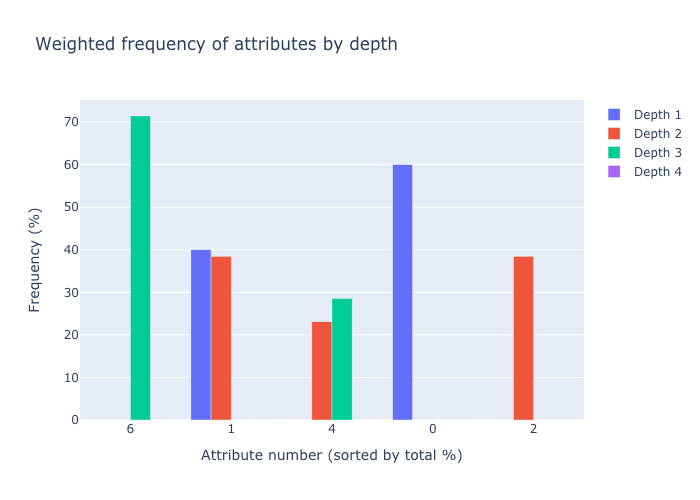 Weighted frequency of attributes by depth
Depth 1
Depth 2
Depth 3
Depth 4
Frequency (%)
70
60
50
40
30
20
10
0
6 1 4 0 2
Attribute number (sorted by total %)